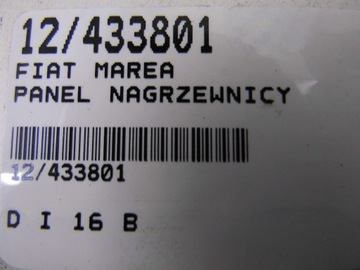 12/433801
FIAT MAREA
PANEL NAGRZEWNICY
12/433801
D I 16 B